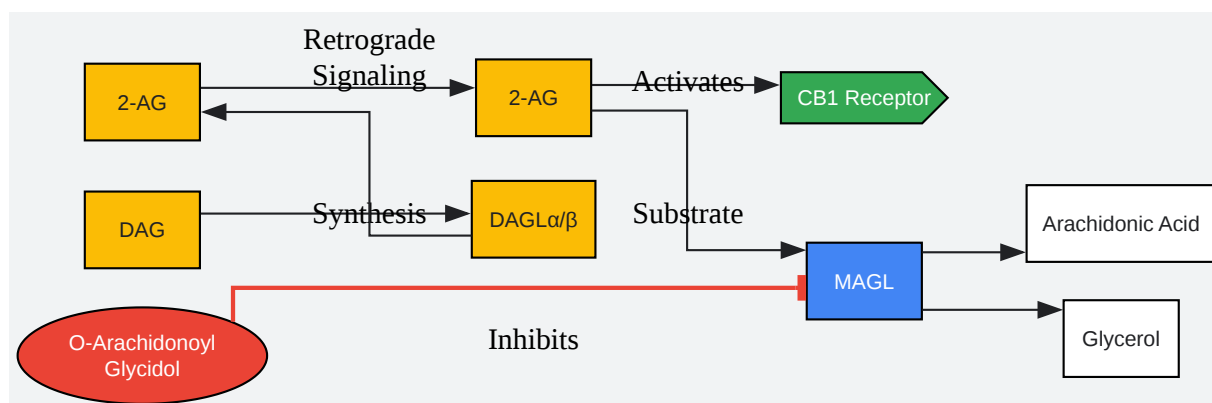 Retrograde
Signaling
2-AG
2-AG
Activates
CB1 Receptor
DAG
Synthesis
DAGLα/β
Substrate
Arachidonic Acid
MAGL
O-Arachidonoyl
Glycidol
Inhibits
Glycerol